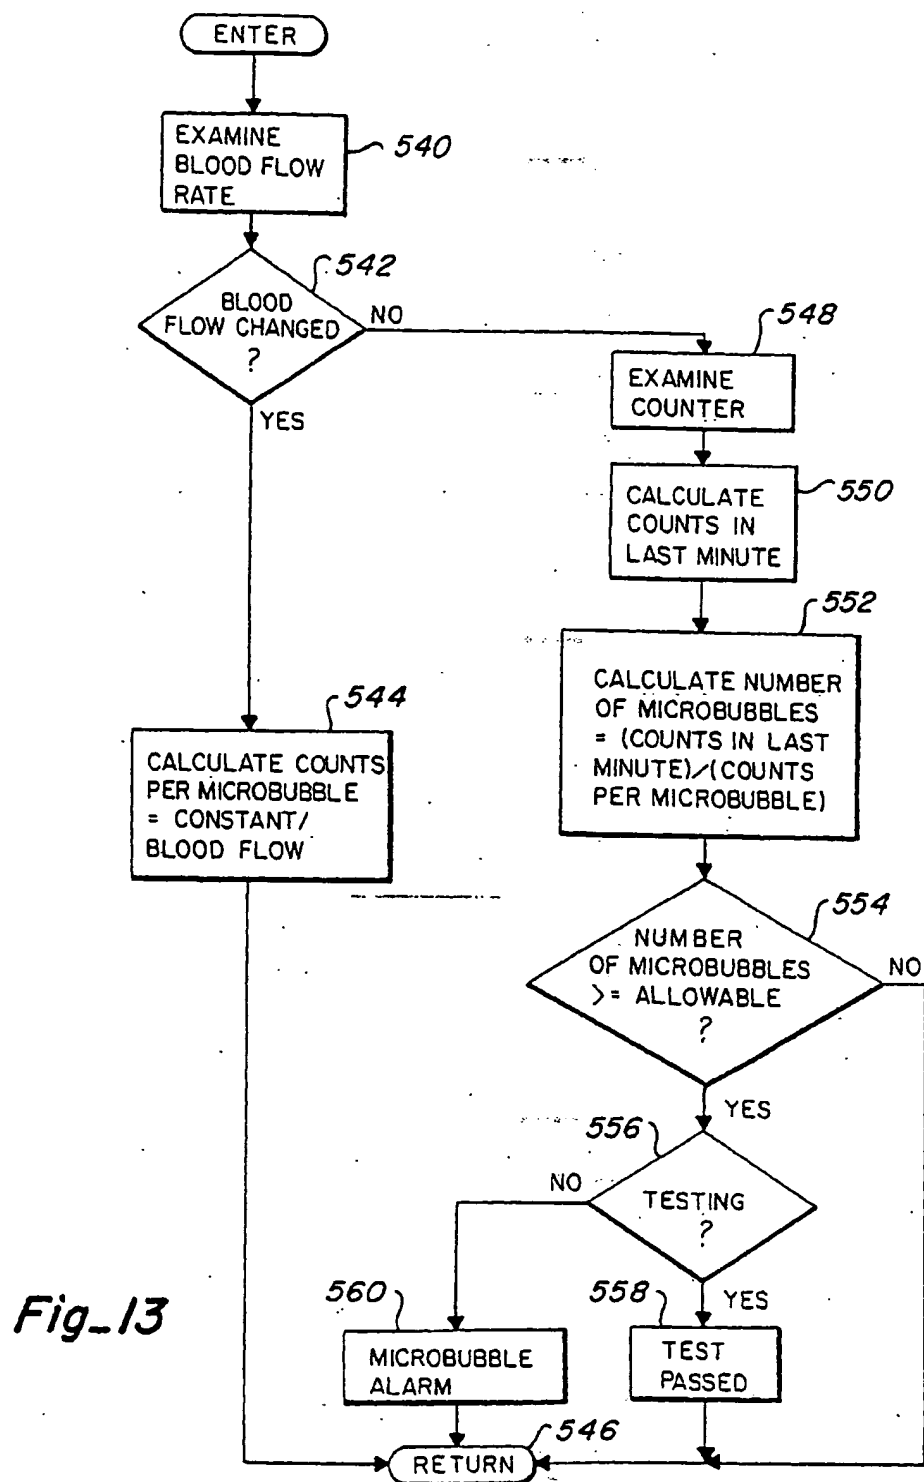 ENTER
EXAMINE
BLOOD FLOW
RATE
540
542
BLOOD
FLOW CHANGED
?
NO
YES
548
EXAMINE
COUNTER
550
CALCULATE
COUNTS IN
LAST MINUTE
552
CALCULATE NUMBER
OF MICROBUBBLES
= (COUNTS IN LAST
MINUTE)/(COUNTS
PER MICROBUBBLE)
544
CALCULATE COUNTS
PER MICROBUBBLE
= CONSTANT/
BLOOD FLOW
554
NUMBER
OF MICROBUBBLES
>= ALLOWABLE
?
NO
YES
556
NO
TESTING
?
YES
560
MICROBUBBLE
ALARM
558
TEST
PASSED
546
RETURN
Fig_13